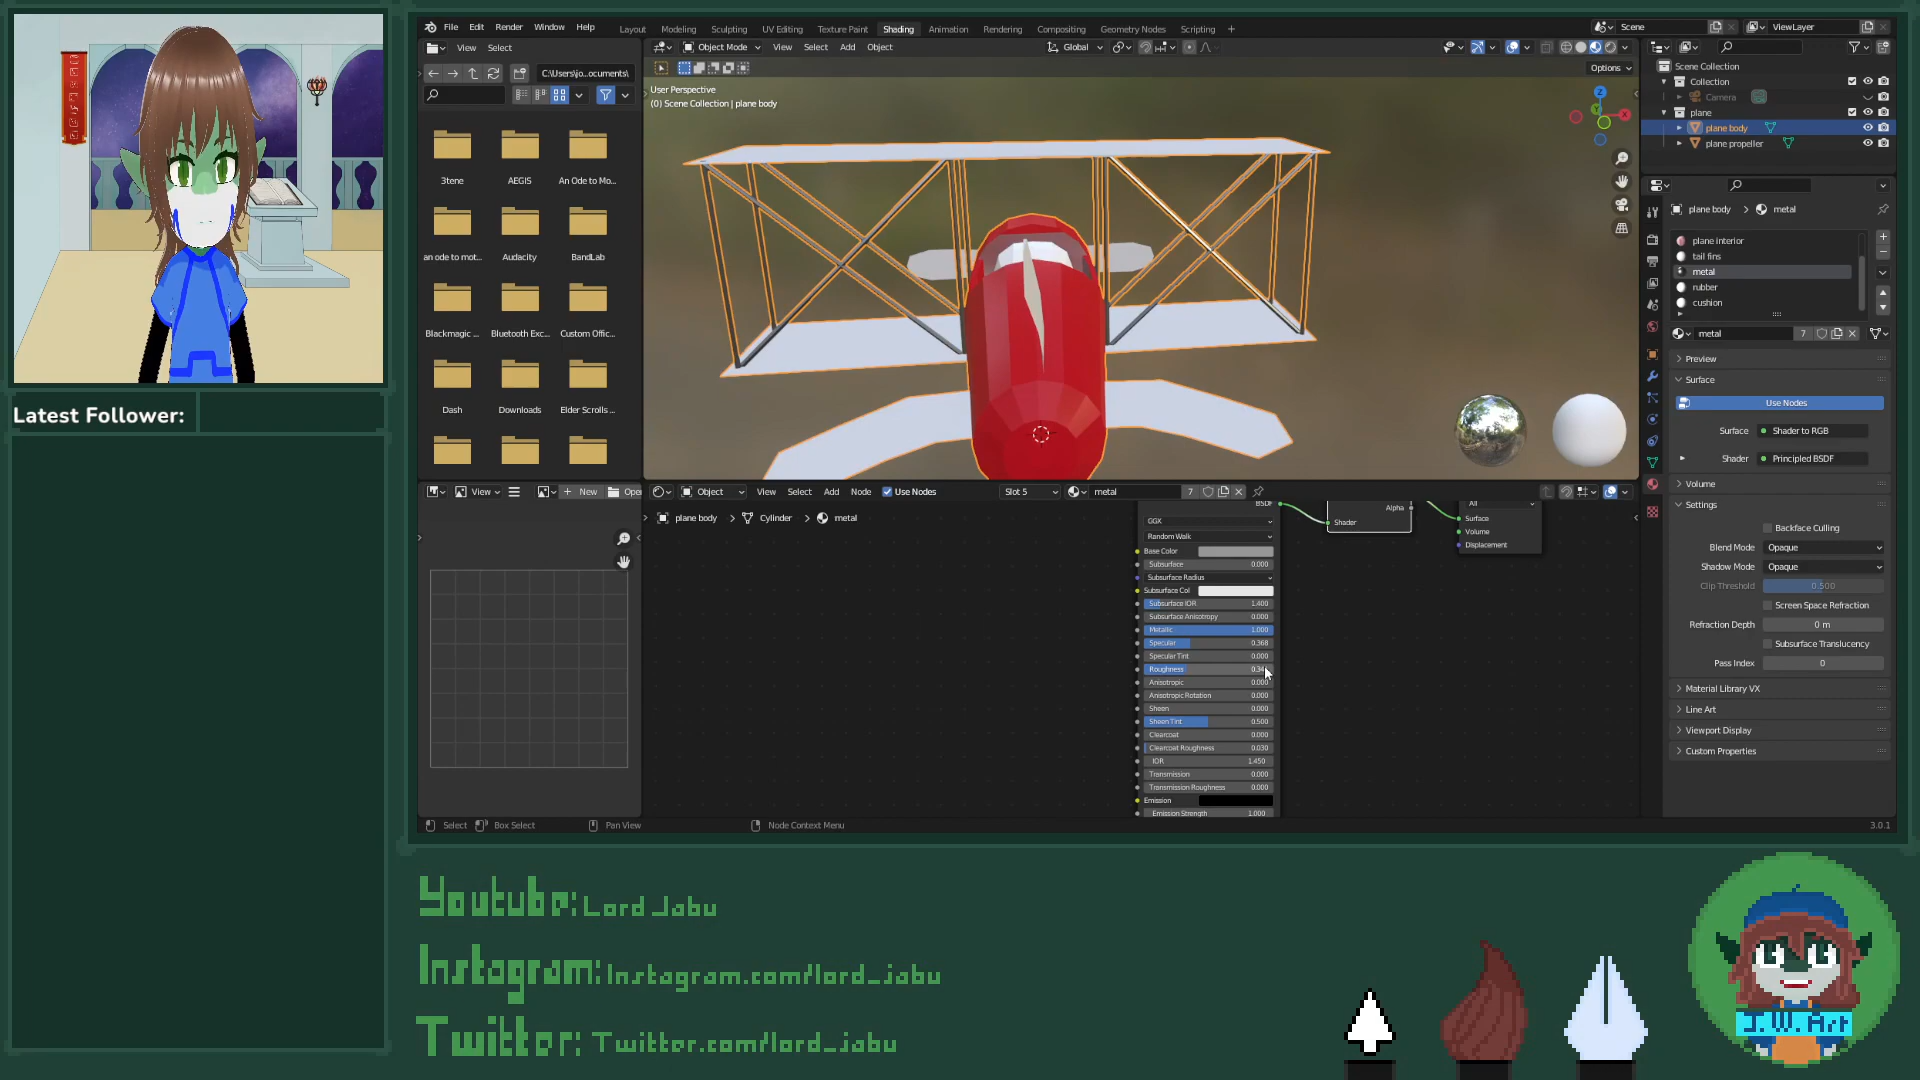 File Edit Render Window Help
Layout Modeling Sculpting UV Editing Texture Paint Shading Animation Rendering Compositing Geometry Nodes Scripting +
Scene
ViewLayer
View Select
Object Mode View Select Add Object
Global
C:\Users\jo..ocuments\
Options
User Perspective
(0) Scene Collection | plane body
3tene AEGIS An Ode to Mo...
an ode to mot... Audacity BandLab
Blackmagic ... Bluetooth Exc... Custom Offic...
Dash Downloads Elder Scrolls ...
Scene Collection
Collection
Camera
plane
plane body
plane propeller
plane body > metal
plane interior
tail fins
metal
rubber
cushion
metal 7
Preview
Surface
Use Nodes
Surface Shader to RGB
Shader Principled BSDF
Volume
Settings
Backface Culling
Blend Mode Opaque
Shadow Mode Opaque
Clip Threshold 0.500
Screen Space Refraction
Refraction Depth 0 m
Subsurface Translucency
Pass Index 0
Material Library VX
Line Art
Viewport Display
Custom Properties
View New Open
Object View Select Add Node Use Nodes Slot 5 metal 7
plane body > Cylinder > metal
BSDF
GGX
Random Walk
Base Color
Subsurface 0.000
Subsurface Radius
Subsurface Col
Subsurface IOR 1.400
Subsurface Anisotropy 0.000
Metallic 1.000
Specular 0.368
Specular Tint 0.000
Roughness
Anisotropic 0.000
Anisotropic Rotation 0.000
Sheen 0.000
Sheen Tint 0.500
Clearcoat 0.000
Clearcoat Roughness 0.030
IOR 1.450
Transmission 0.000
Transmission Roughness 0.000
Emission
Emission Strength 1.000
Alpha
Shader
All
Surface
Volume
Displacement
Select Box Select Pan View Node Context Menu
3.0.1
Latest Follower:
Youtube: Lord Jabu
Instagram: Instagram.com/lord_jabu
Twitter: Twitter.com/lord_jabu
J.W. Art